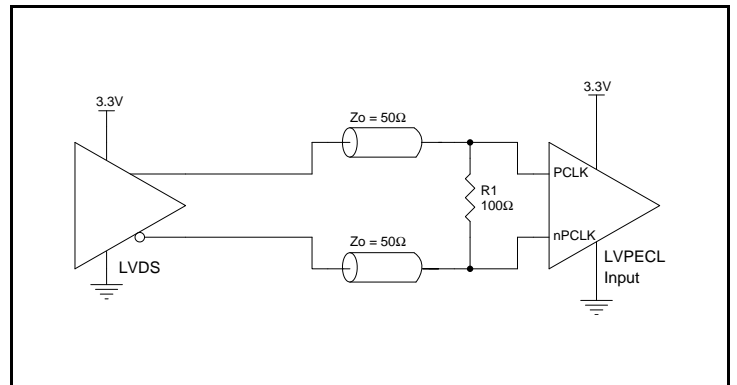 3.3V
3.3V
Zo = 50Ω
R1
100Ω
PCLK
nPCLK
Zo = 50Ω
LVDS
LVPECL
Input